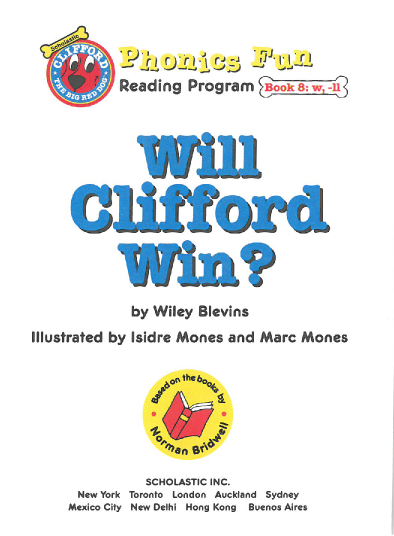 Scholastic
CLIFFORD
THE BIG RED DOG
Phonics Fun
Reading Program
Book 8: w, -ll
Will
Clifford
Win?
by Wiley Blevins
Illustrated by Isidre Mones and Marc Mones
Based on the books by
Norman Bridwell
SCHOLASTIC INC.
New York Toronto London Auckland Sydney
Mexico City New Delhi Hong Kong Buenos Aires